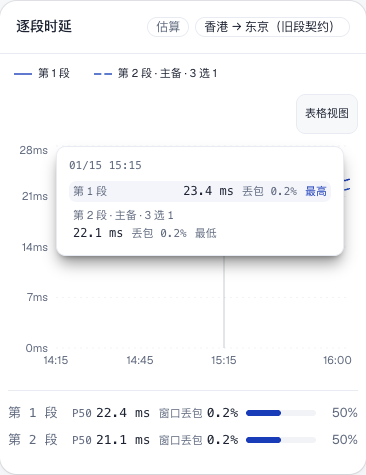 逐段时延
估算
香港 → 东京（旧段契约）
第 1 段
第 2 段 · 主备 · 3 选 1
表格视图
28ms
21ms
14ms
7ms
0ms
01/15 15:15
第 1 段 23.4 ms 丢包 0.2% 最高
第 2 段 · 主备 · 3 选 1
22.1 ms 丢包 0.2% 最低
14:15 14:45 15:15 16:00
第 1 段 P50 22.4 ms 窗口丢包 0.2% 50%
第 2 段 P50 21.1 ms 窗口丢包 0.2% 50%